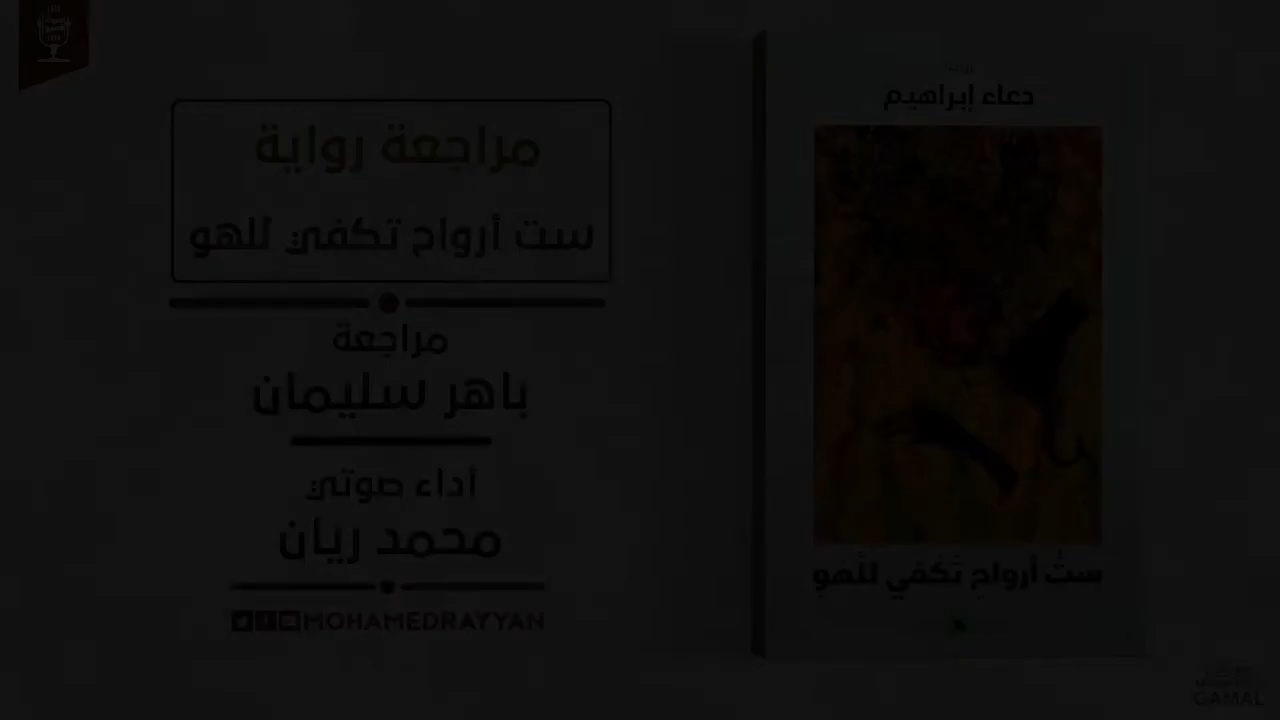 مراجعة رواية
ست أرواح تكفي للهو
مراجعة
باهر سليمان
أداء صوتي
محمد ريان
MOHAMEDRAYYAN
دعاء إبراهيم
ستُّ أرواحٍ تَكْفي للَّهو
GAMAL